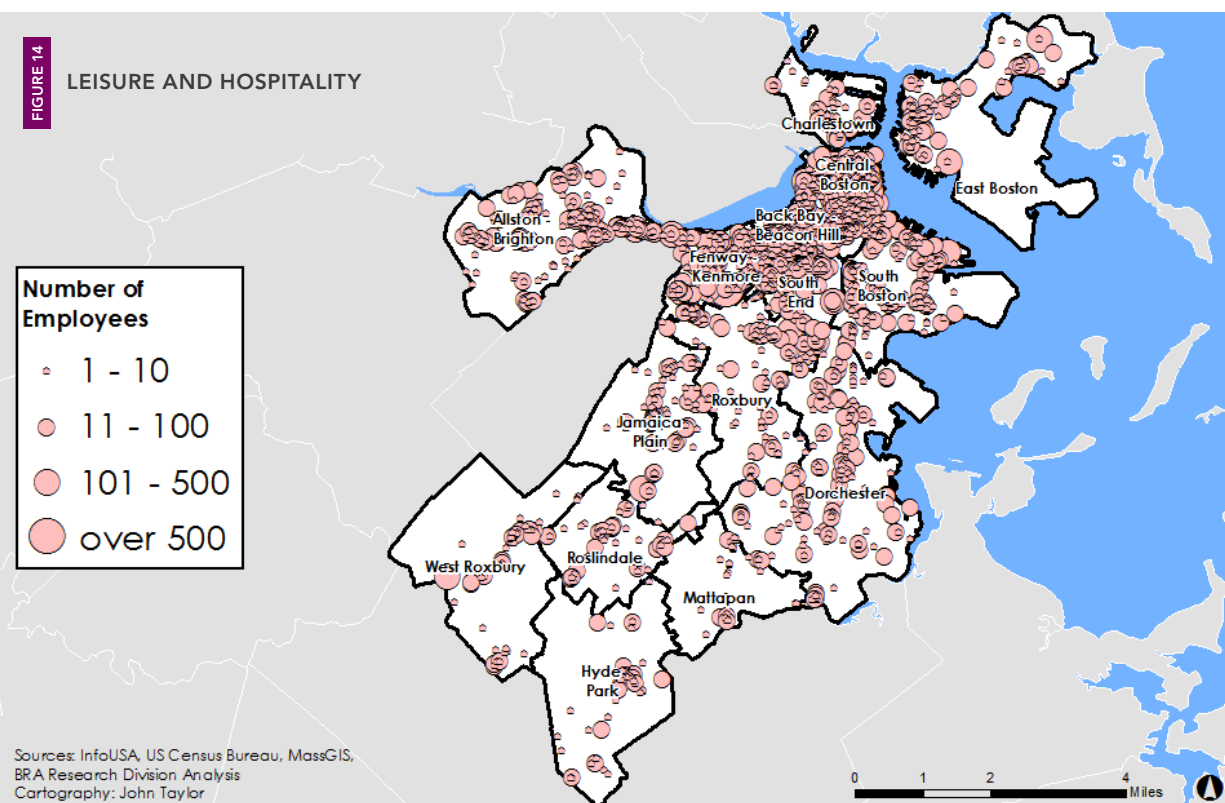 FIGURE 14
LEISURE AND HOSPITALITY
Charlestown
Central
Boston
East Boston
Back Bay -
Beacon Hill
Allston -
Brighton
Fenway -
Kenmore
South
End
South
Boston
Number of
Employees
1 - 10
11 - 100
101 - 500
over 500
Roxbury
Jamaica
Plain
Dorchester
West Roxbury
Roslindale
Mattapan
Hyde
Park
Sources: InfoUSA, US Census Bureau, MassGIS,
BRA Research Division Analysis
Cartography: John Taylor
0 1 2 4
Miles